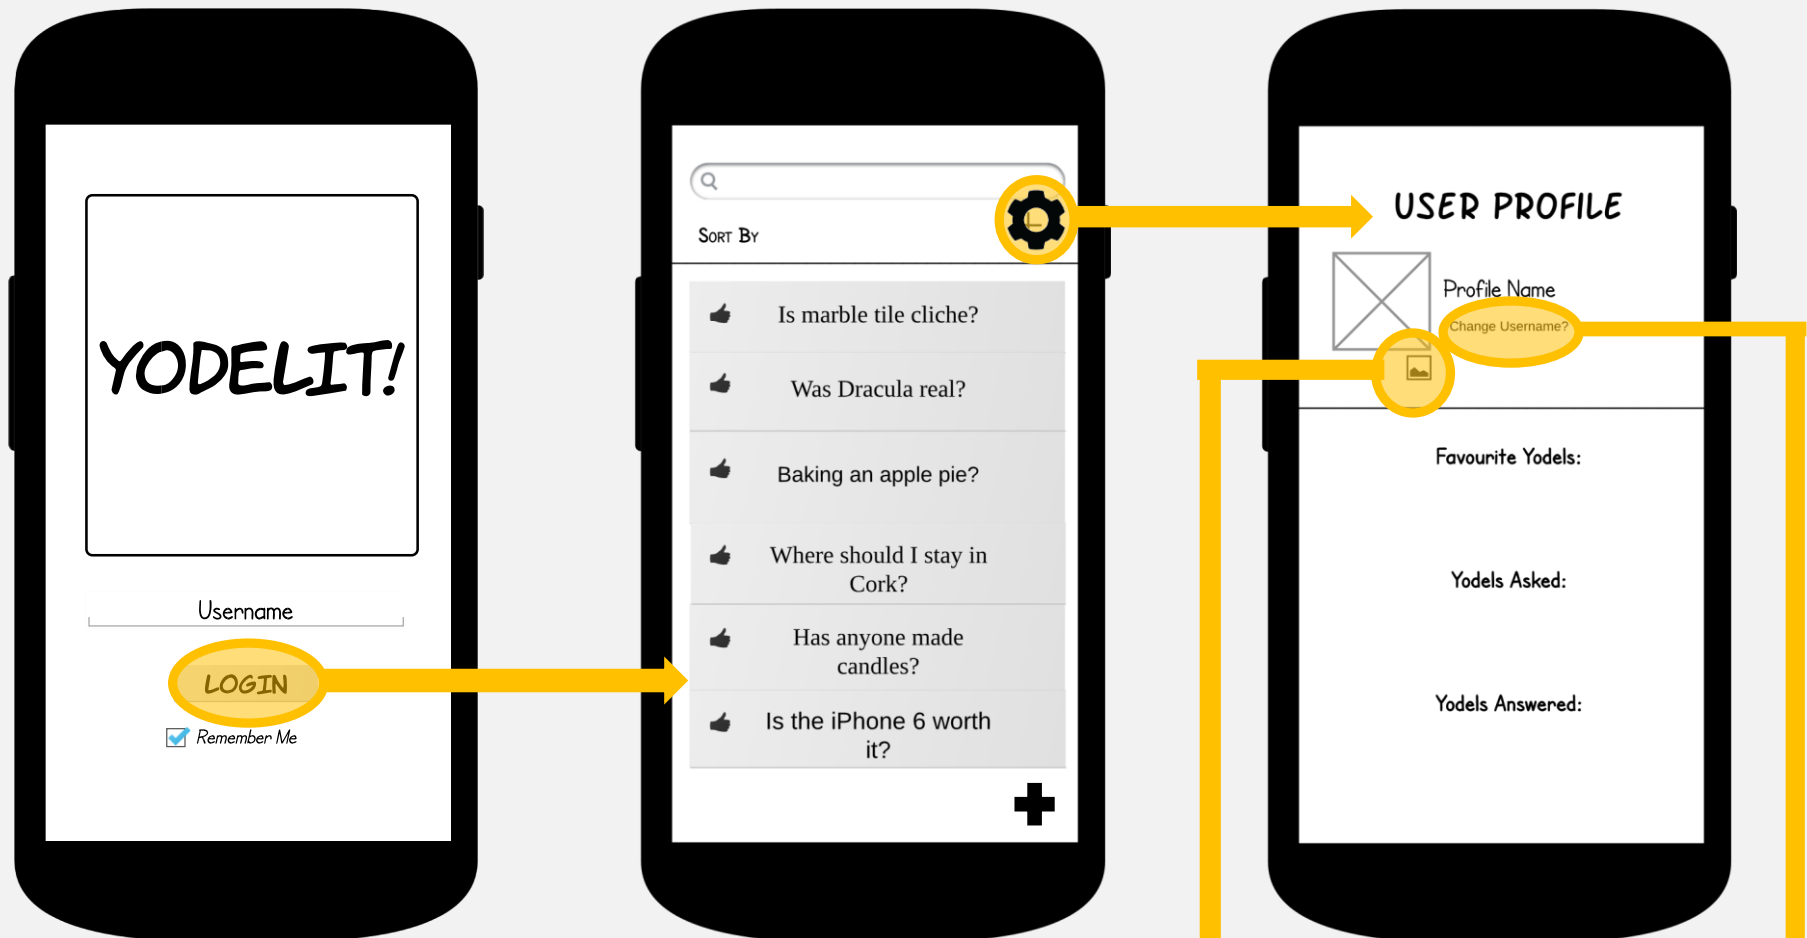 YODELIT!
Username
LOGIN
Remember Me
SORT BY
Is marble tile cliche?
Was Dracula real?
Baking an apple pie?
Where should I stay in
Cork?
Has anyone made
candles?
Is the iPhone 6 worth
it?
USER PROFILE
Profile Name
Change Username?
Favourite Yodels:
Yodels Asked:
Yodels Answered: